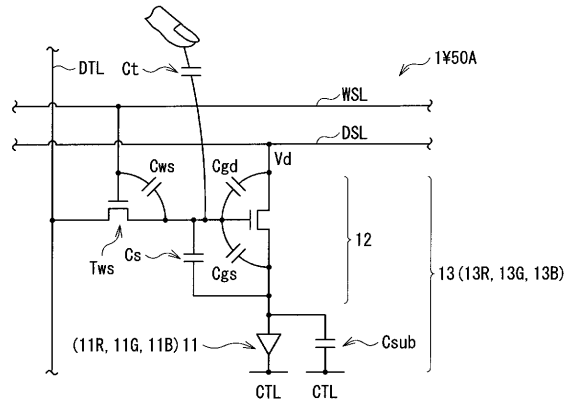 DTL
Ct
1¥50A
WSL
DSL
Cws
Cgd
Vd
12
Tws
Cs
Cgs
13 (13R, 13G, 13B)
(11R, 11G, 11B) 11
Csub
CTL CTL